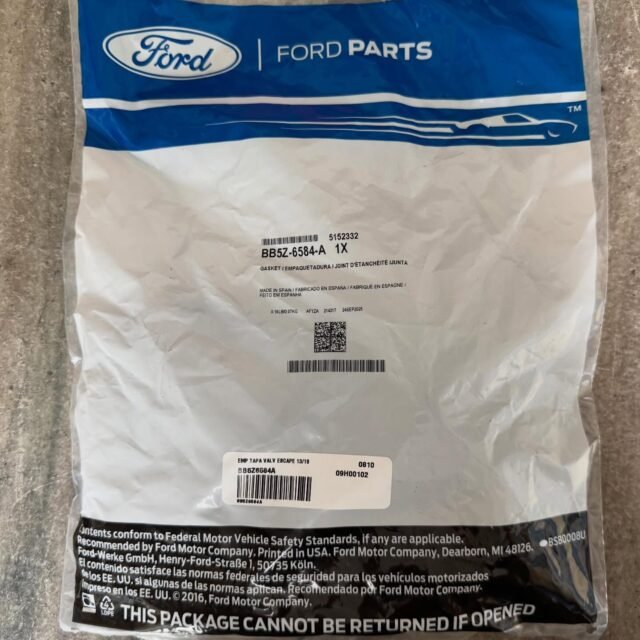 Ford
FORD PARTS
TM
5152332
BB5Z-6584-A 1X
GASKET / EMPAQUETADURA / JOINT D'ETANCHÉITÉ /JUNTA
MADE IN SPAIN / FABRICADO EN ESPAÑA / FABRIQUE EN ESPAGNE /
FEITO EM ESPANHA
EMP TAPA VALV ESCAPE 13/19
0810
BB5Z6584A
09H00102
BB5Z6584A
Contents conform to Federal Motor Vehicle Safety Standards, if any are applicable.
Recommended by Ford Motor Company. Printed in USA. Ford Motor Company, Dearborn, MI 48126.
Ford-Werke GmbH, Henry-Ford-Straße 1, 50735 Köln.
El contenido satisface las normas federales de seguridad para los vehículos motorizados
de los EE. UU. si algunas de las normas aplican. Recomendado por Ford Motor Company.
Impreso en los EE. UU. © 2016, Ford Motor Company.
THIS PACKAGE CANNOT BE RETURNED IF OPENED